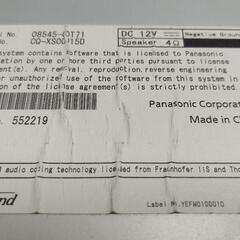 l No. 08545-0T71
CQ-XS0015D
DC 12V
Negative Ground
Speaker 4Ω
system contains software that is licensed to Panasonic
ation by one or more third parties pursuant to license
ent(s). Any removal, reproduction, reverse engineering
r unauthorized use of the software from this system in
ion of the license agreement(s) is strictly prohibited.
Panasonic Corporat
Made in C
552219
audio coding technology licensed from Fraunhofer IIS and Tho
nd
Label No.YEFM0100010